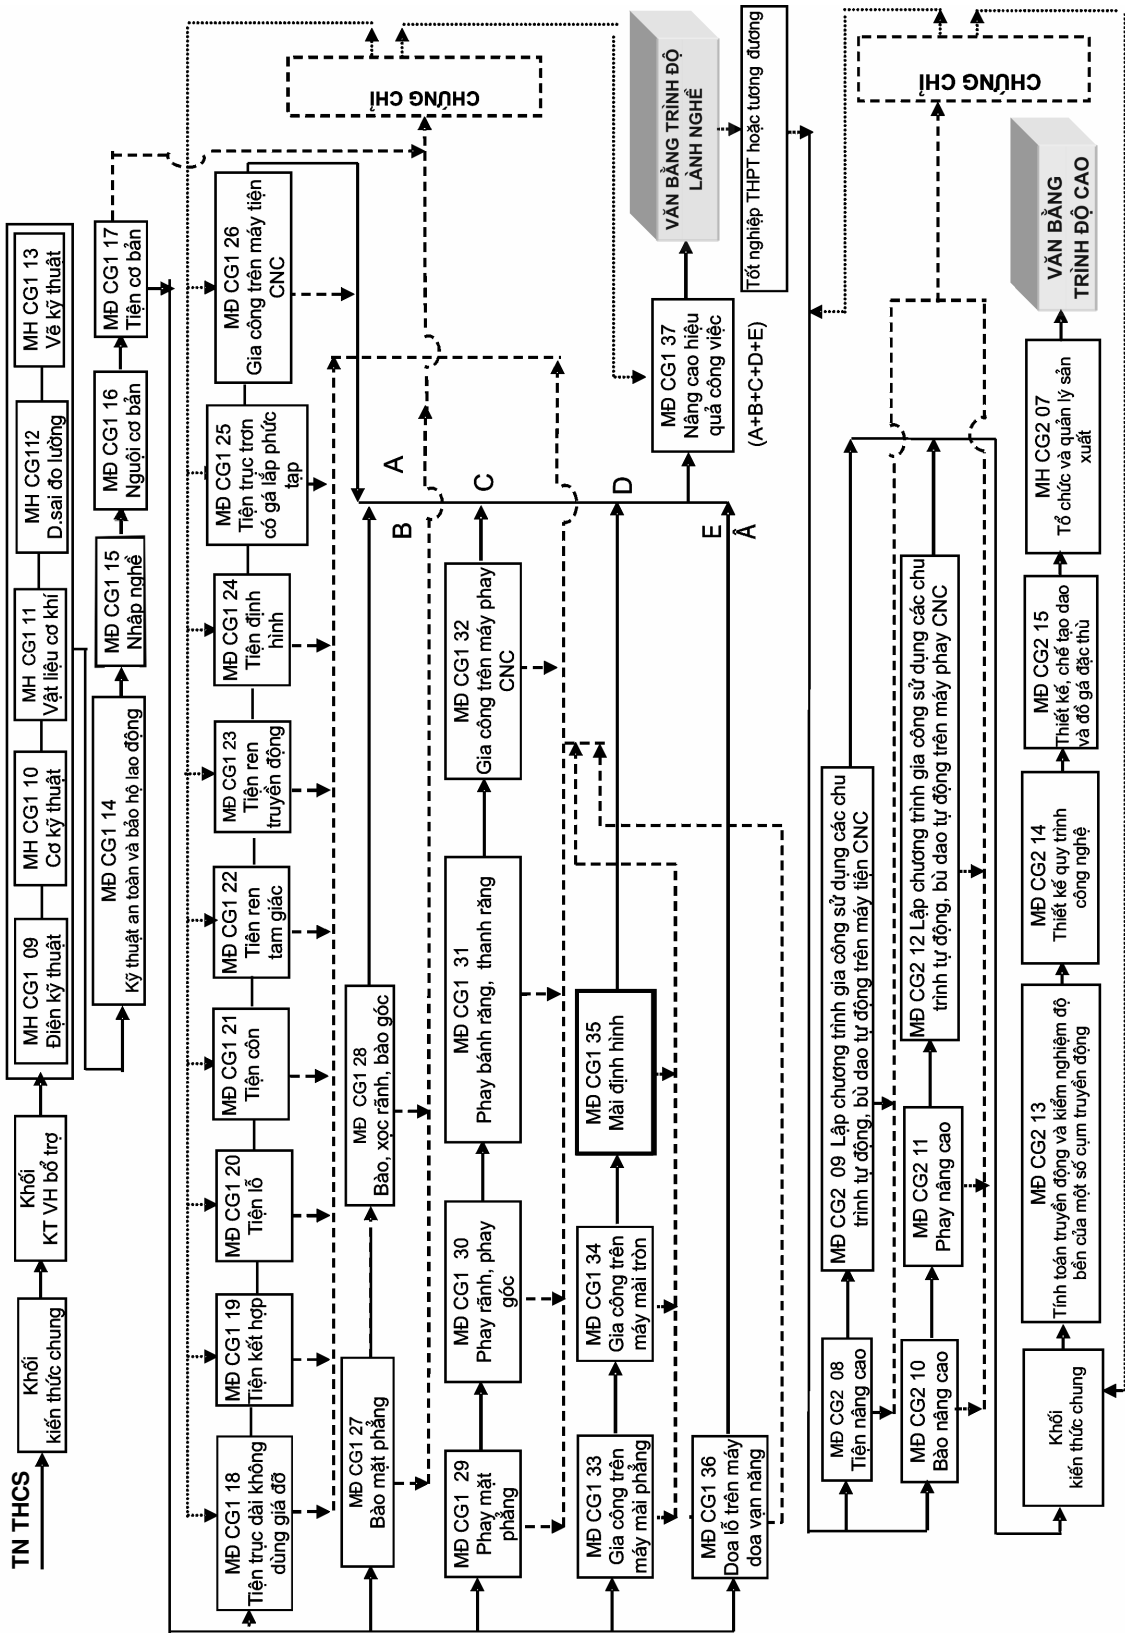 TN THCS
Khối
kiến thức chung
Khối
KT VH bổ trợ
MH CG1 09
Điện kỹ thuật
MH CG1 10
Cơ kỹ thuật
MH CG1 11
Vật liệu cơ khí
MH CG112
D.sai đo lường
MH CG1 13
Vẽ kỹ thuật
MĐ CG1 14
Kỹ thuật an toàn và bảo hộ lao động
MĐ CG1 15
Nhập nghề
MĐ CG1 16
Nguội cơ bản
MĐ CG1 17
Tiện cơ bản
MĐ CG1 18
Tiện trục dài không
dùng giá đỡ
MĐ CG1 19
Tiện kết hợp
MĐ CG1 20
Tiện lỗ
MĐ CG1 21
Tiện côn
MĐ CG1 22
Tiện ren
tam giác
MĐ CG1 23
Tiện ren
truyền động
MĐ CG1 24
Tiện định
hình
MĐ CG1 25
Tiện trục trơn
có gá lắp phức
tạp
MĐ CG1 26
Gia công trên máy tiện
CNC
CHỨNG CHỈ
MĐ CG1 27
Bào mặt phẳng
MĐ CG1 28
Bào, xọc rãnh, bào góc
A
B
MĐ CG1 29
Phay mặt
phẳng
MĐ CG1 30
Phay rãnh, phay
góc
MĐ CG1 31
Phay bánh răng, thanh răng
MĐ CG1 32
Gia công trên máy phay
CNC
C
MĐ CG1 33
Gia công trên
máy mài phẳng
MĐ CG1 34
Gia công trên
máy mài tròn
MĐ CG1 35
Mài định hình
D
MĐ CG1 36
Doa lỗ trên máy
doa vạn năng
E
Â
MĐ CG1 37
Nâng cao hiệu
quả công việc
(A+B+C+D+E)
VĂN BẰNG TRÌNH ĐỘ
LÀNH NGHỀ
Tốt nghiệp THPT hoặc tương đương
MĐ CG2 08
Tiện nâng cao
MĐ CG2 09 Lập chương trình gia công sử dụng các chu
trình tự động, bù dao tự động trên máy tiện CNC
MĐ CG2 10
Bào nâng cao
MĐ CG2 11
Phay nâng cao
MĐ CG2 12 Lập chương trình gia công sử dụng các chu
trình tự động, bù dao tự động trên máy phay CNC
CHỨNG CHỈ
Khối
kiến thức chung
MĐ CG2 13
Tính toán truyền động và kiểm nghiệm độ
bền của một số cụm truyền động
MĐ CG2 14
Thiết kế quy trình
công nghệ
MĐ CG2 15
Thiết kế, chế tạo dao
và đồ gá đặc thù
MH CG2 07
Tổ chức và quản lý sản
xuất
VĂN BẰNG
TRÌNH ĐỘ CAO